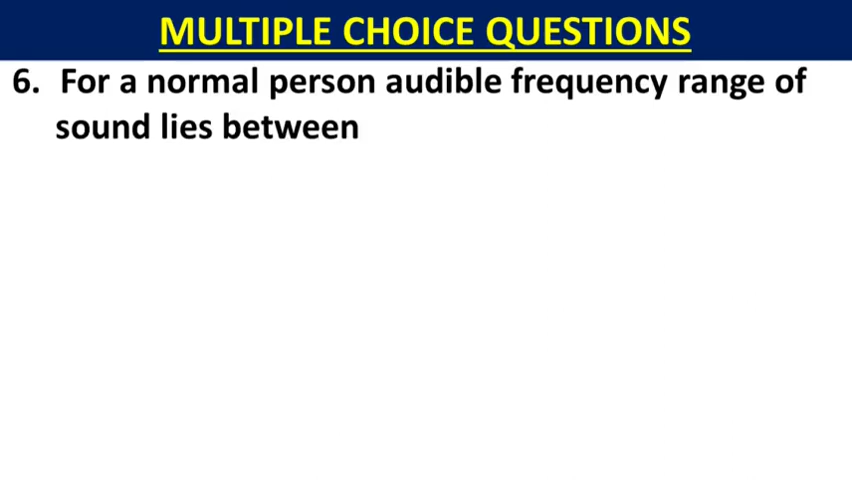 MULTIPLE CHOICE QUESTIONS
6. For a normal person audible frequency range of
sound lies between